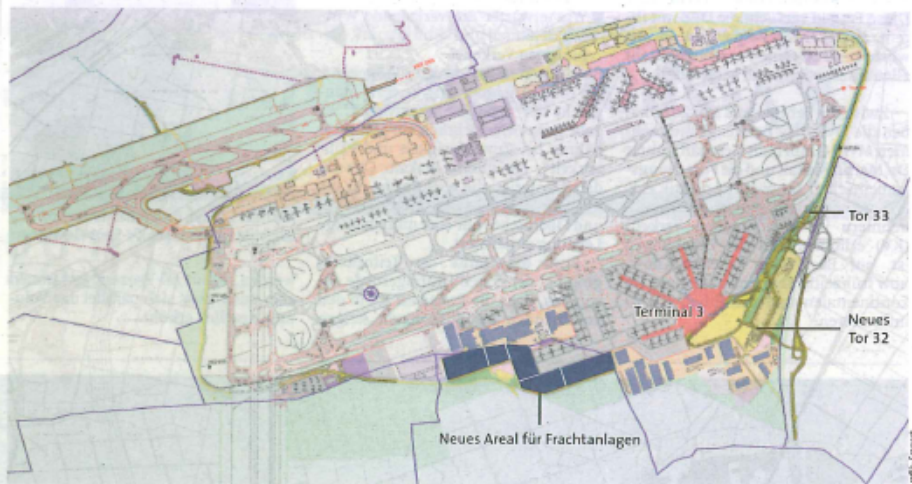 Tor 33
Terminal 3
Neues
Tor 32
Neues Areal für Frachtanlagen